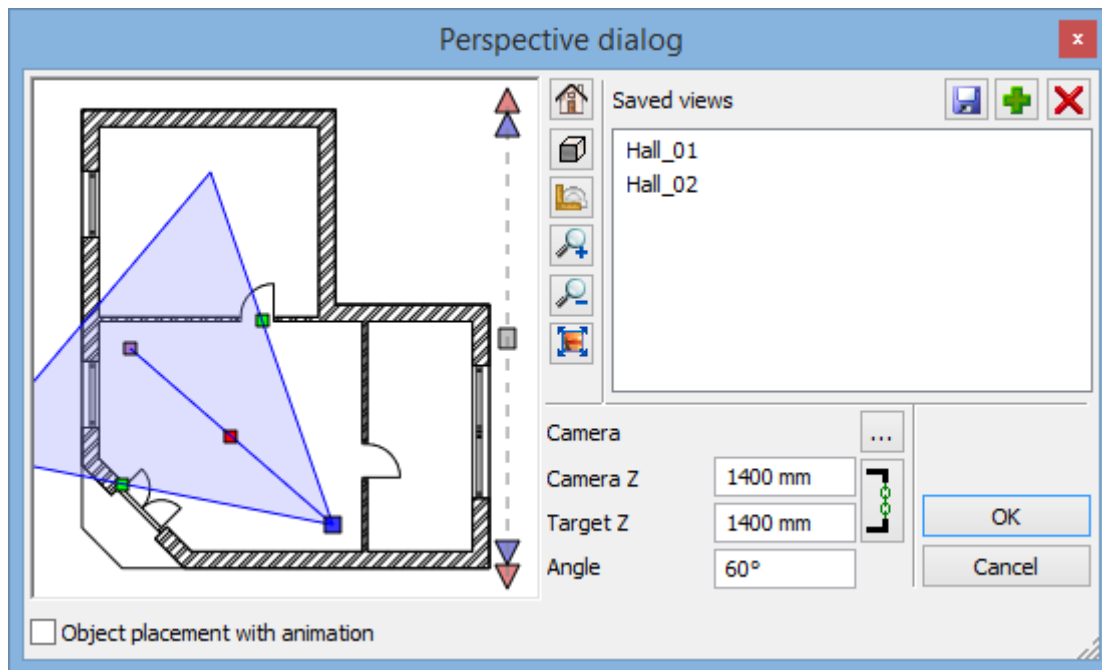 Perspective dialog
Saved views
Hall_01
Hall_02
Camera
...
Camera Z 1400 mm
Target Z 1400 mm
Angle 60°
OK
Cancel
Object placement with animation